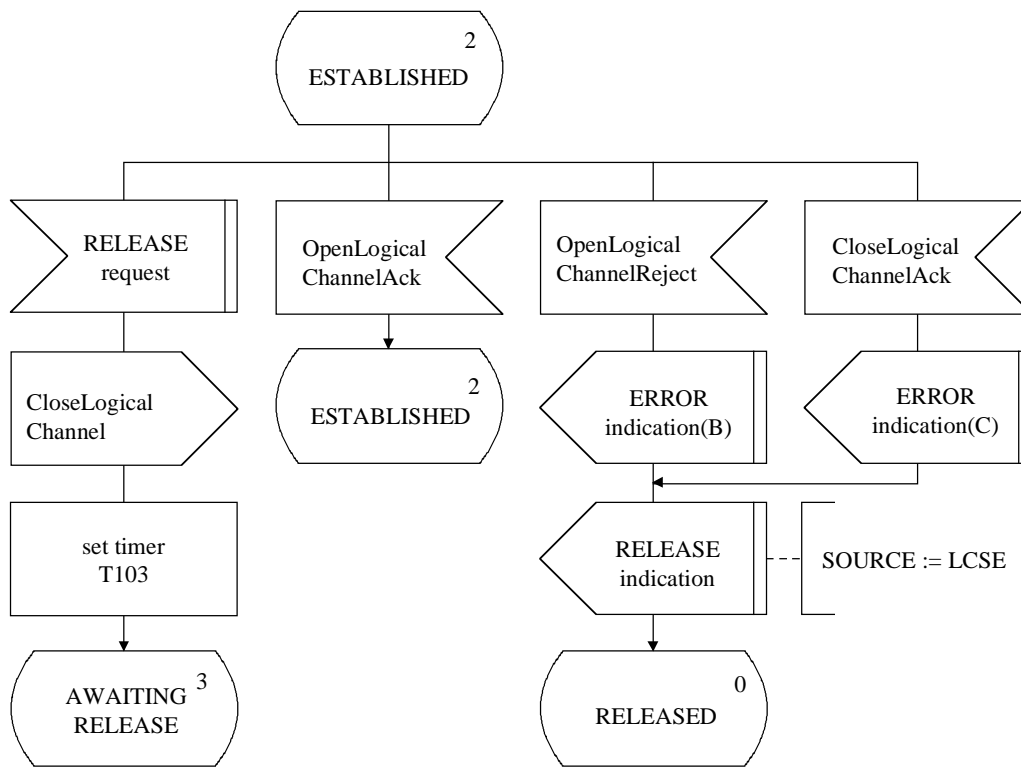 2
ESTABLISHED
RELEASE
request
OpenLogical
ChannelAck
OpenLogical
ChannelReject
CloseLogical
ChannelAck
CloseLogical
Channel
2
ESTABLISHED
ERROR
indication(B)
ERROR
indication(C)
set timer
T103
RELEASE
indication
SOURCE := LCSE
AWAITING 3
RELEASE
0
RELEASED